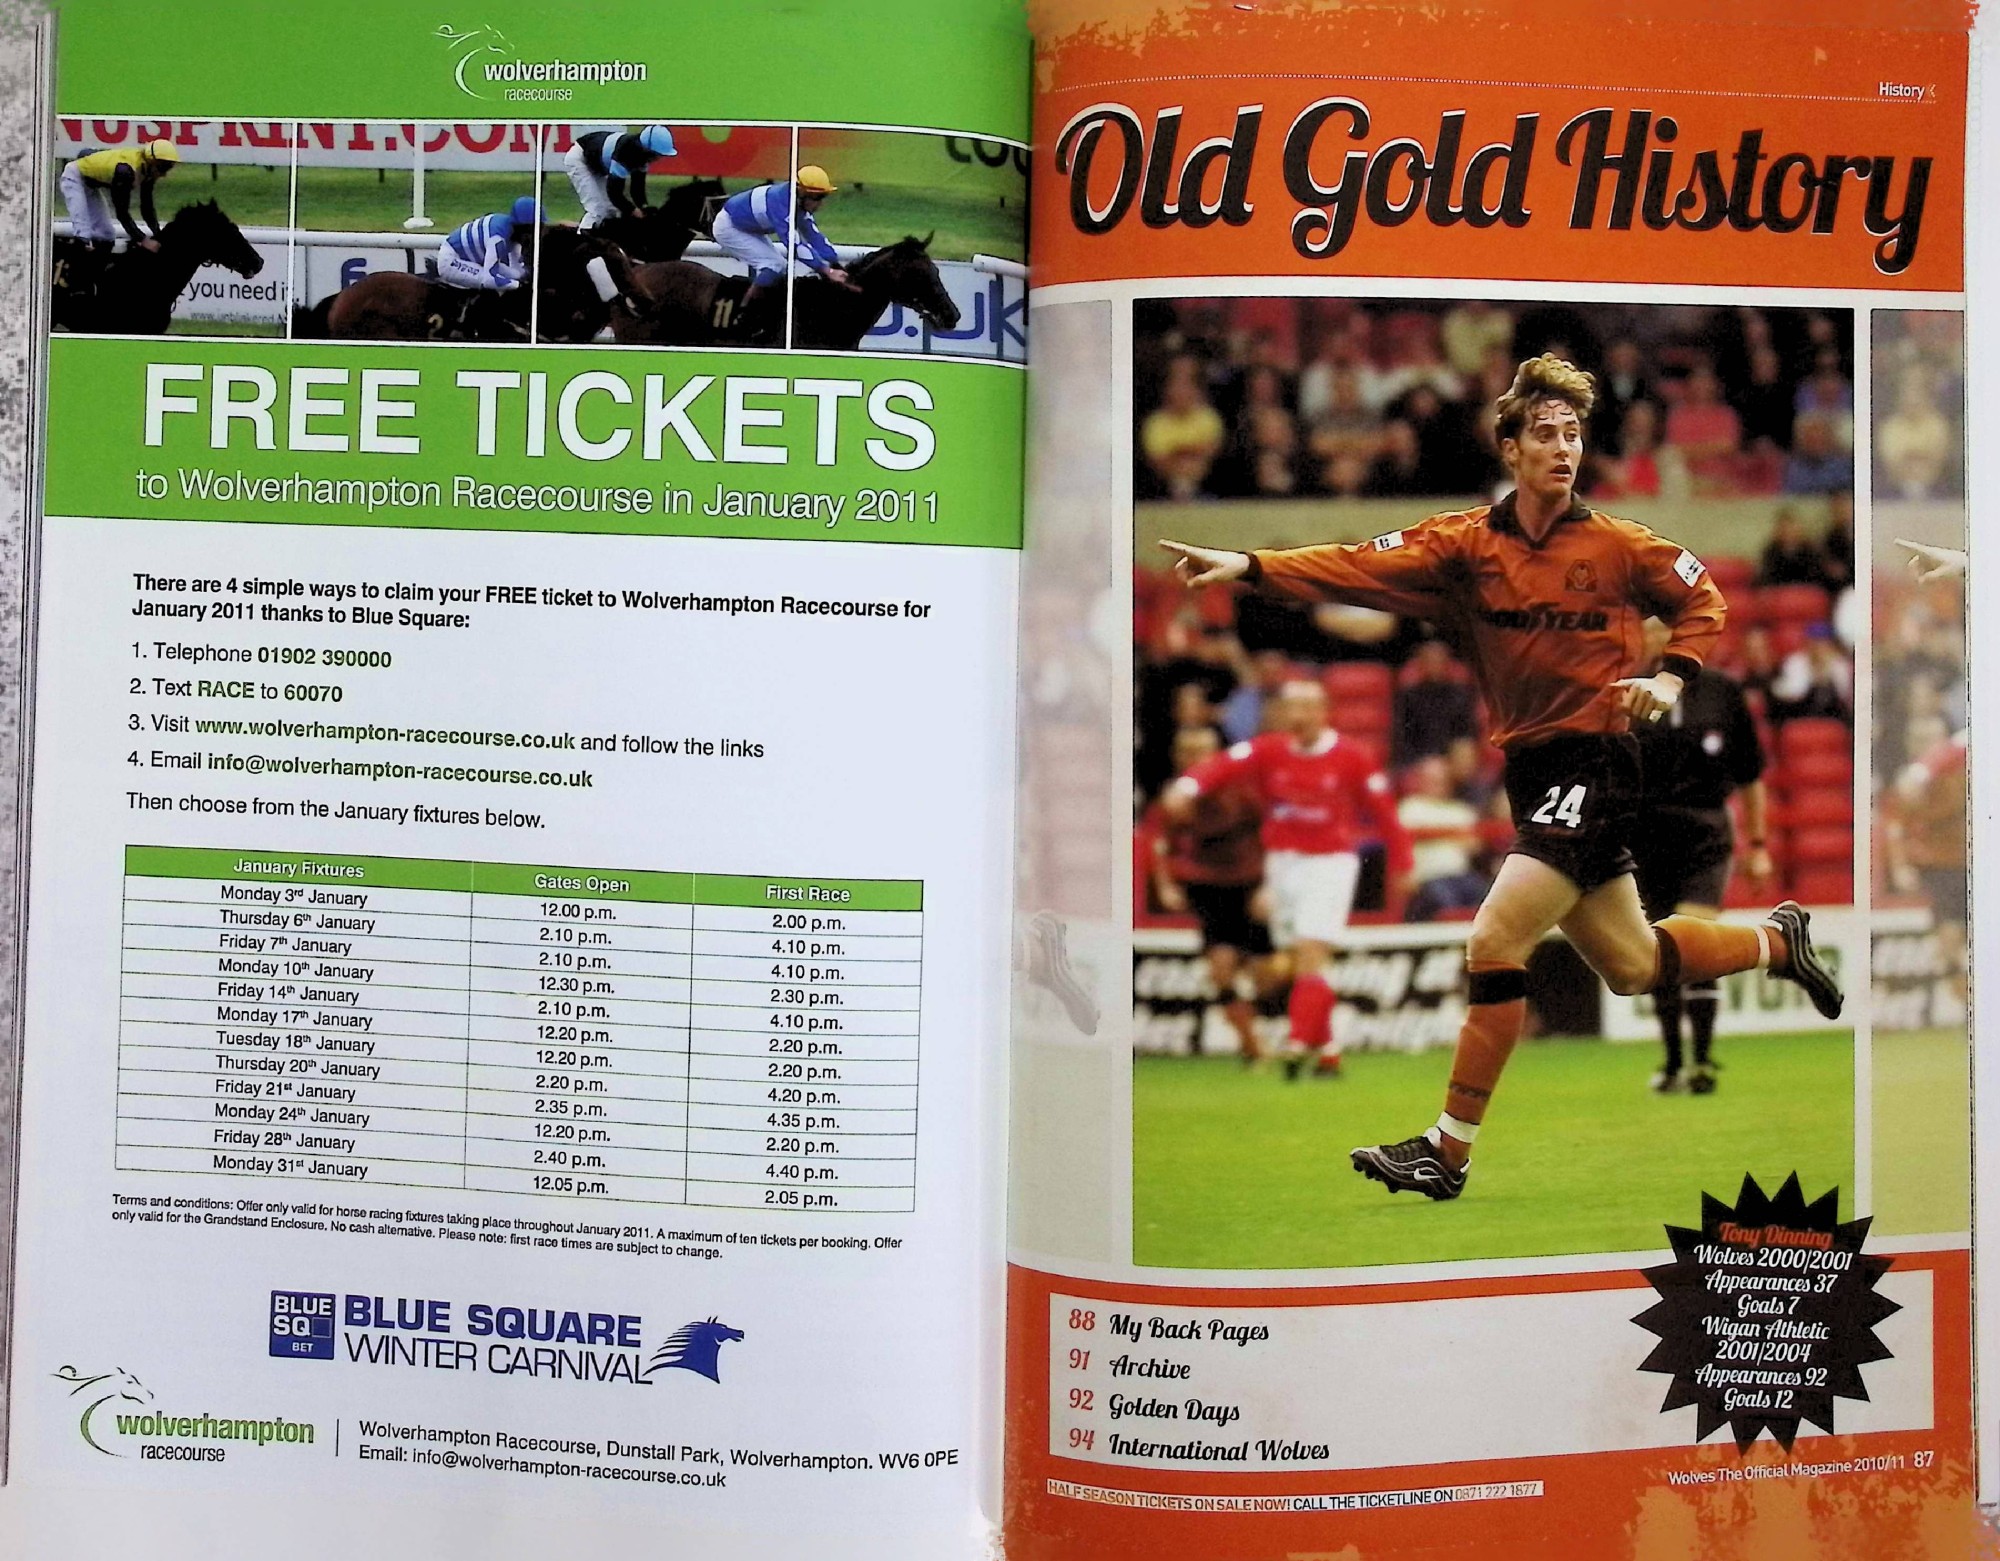 wolverhampton
racecourse
you need i
2
11
FREE TICKETS
to Wolverhampton Racecourse in January 2011
There are 4 simple ways to claim your FREE ticket to Wolverhampton Racecourse for
January 2011 thanks to Blue Square:
1. Telephone 01902 390000
2. Text RACE to 60070
3. Visit www.wolverhampton-racecourse.co.uk and follow the links
4. Email info@wolverhampton-racecourse.co.uk
Then choose from the January fixtures below.
January Fixtures Gates Open First Race
Monday 3rd January 12.00 p.m. 2.00 p.m.
Thursday 6th January 2.10 p.m. 4.10 p.m.
Friday 7th January 2.10 p.m. 4.10 p.m.
Monday 10th January 12.30 p.m. 2.30 p.m.
Friday 14th January 2.10 p.m. 4.10 p.m.
Monday 17th January 12.20 p.m. 2.20 p.m.
Tuesday 18th January 12.20 p.m. 2.20 p.m.
Thursday 20th January 2.20 p.m. 4.20 p.m.
Friday 21st January 2.35 p.m. 4.35 p.m.
Monday 24th January 12.20 p.m. 2.20 p.m.
Friday 28th January 2.40 p.m. 4.40 p.m.
Monday 31st January 12.05 p.m. 2.05 p.m.
Terms and conditions: Offer only valid for horse racing fixtures taking place throughout January 2011. A maximum of ten tickets per booking. Offer
only valid for the Grandstand Enclosure. No cash alternative. Please note: first race times are subject to change.
BLUE
SQ
BET
BLUE SQUARE
WINTER CARNIVAL
wolverhampton
racecourse
Wolverhampton Racecourse, Dunstall Park, Wolverhampton. WV6 0PE
Email: info@wolverhampton-racecourse.co.uk
History
Old Gold History
GOODYEAR
24
Tony Dinning
Wolves 2000/2001
Appearances 37
Goals 7
Wigan Athletic
2001/2004
Appearances 92
Goals 12
88 My Back Pages
91 Archive
92 Golden Days
94 International Wolves
HALF SEASON TICKETS ON SALE NOW! CALL THE TICKETLINE ON 0871 222 1877
Wolves The Official Magazine 2010/11 87